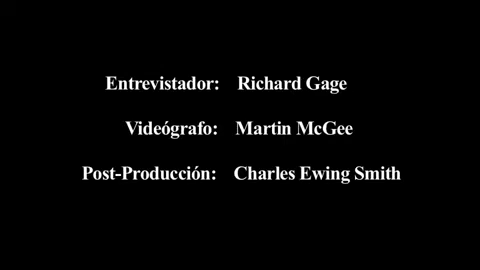 Entrevistador: Richard Gage
Videógrafo: Martin McGee
Post-Producción: Charles Ewing Smith